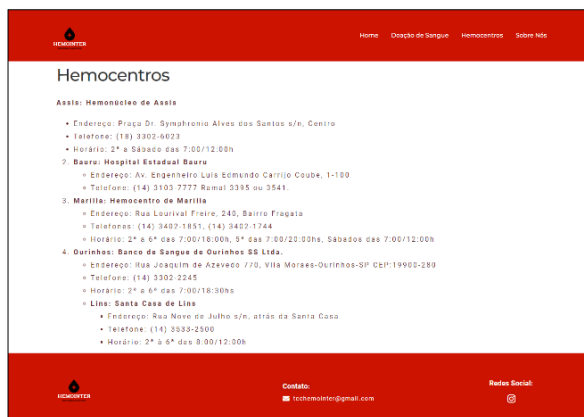 HEMOINTER
Home Doação de Sangue Hemocentros Sobre Nós
Hemocentros
Assis: Hemonúcleo de Assis
• Endereço: Praça Dr. Symphronio Alves dos Santos s/n, Centro
• Telefone: (18) 3302-6023
• Horário: 2ª a Sábado das 7:00/12:00h
2. Bauru: Hospital Estadual Bauru
Endereço: Av. Engenheiro Luis Edmundo Carrijo Coube, 1-100
Telefone: (14) 3103-7777 Ramal 3395 ou 3541.
3. Marilia: Hemocentro de Marilia
Endereço: Rua Lourival Freire, 240, Bairro Fragata
Telefones: (14) 3402-1851, (14) 3402-1744
Horário: 2ª a 6ª das 7:00/18:00h, 5ª das 7:00/20:00hs, Sábados das 7:00/12:00h
4. Ourinhos: Banco de Sangue de Ourinhos SS Ltda.
Endereço: Rua Joaquim de Azevedo 770, Vila Moraes-Ourinhos-SP CEP:19900-280
Telefone: (14) 3302-2245
Horário: 2ª a 6ª das 7:00/18:30hs
Lins: Santa Casa de Lins
• Endereço: Rua Nove de Julho s/n, atrás da Santa Casa
• Telefone: (14) 3533-2500
• Horário: 2ª à 6ª das 8:00/12:00h
HEMOINTER
Contato:
tcchemointer@gmail.com
Redes Social: